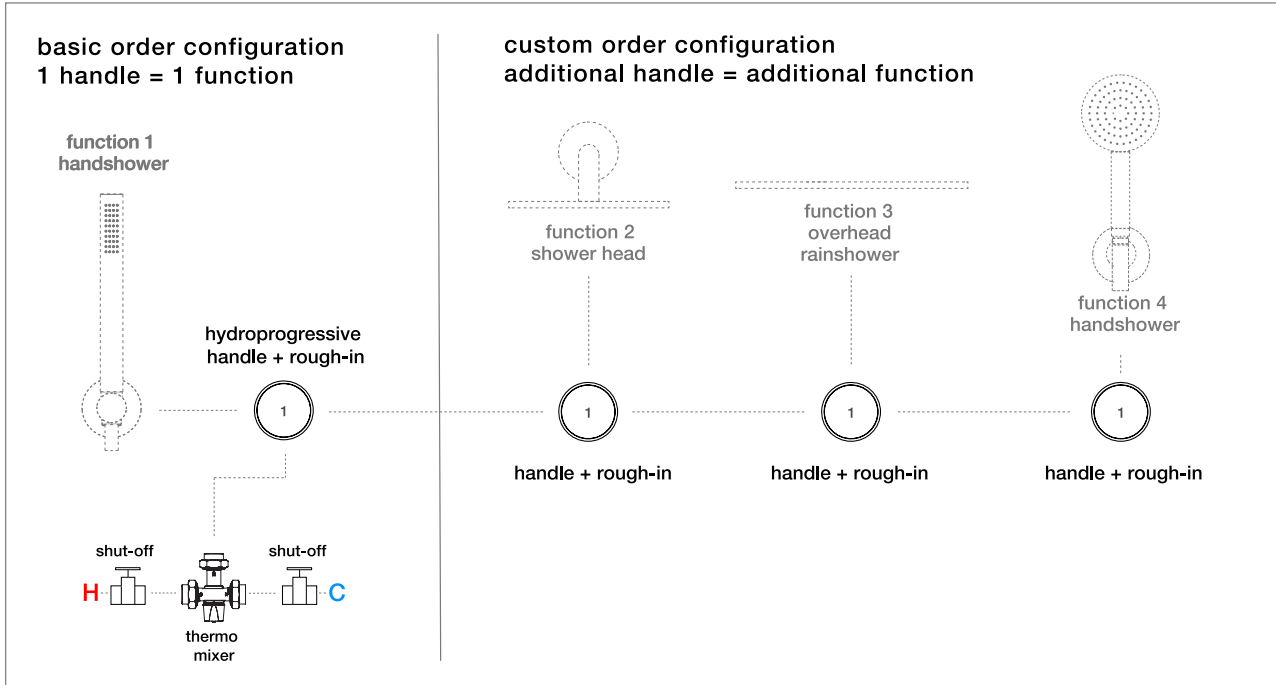 basic order configuration
1 handle = 1 function
function 1
handshower
hydroprogressive
handle + rough-in
1
shut-off
shut-off
H
C
thermo
mixer
custom order configuration
additional handle = additional function
function 2
shower head
function 3
overhead
rainshower
function 4
handshower
1
1
1
handle + rough-in
handle + rough-in
handle + rough-in